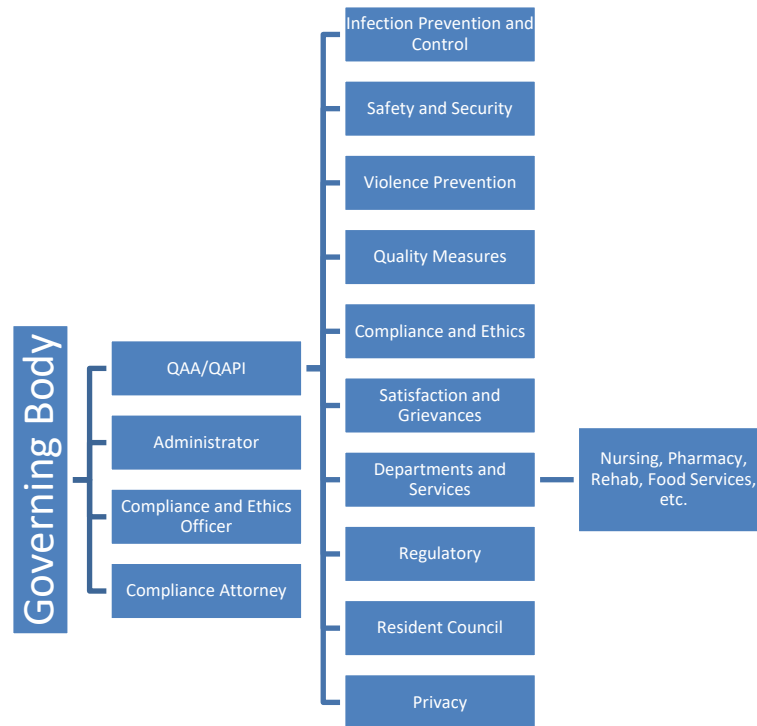 Governing Body
QAA/QAPI
Administrator
Compliance and Ethics
Officer
Compliance Attorney
Infection Prevention and
Control
Safety and Security
Violence Prevention
Quality Measures
Compliance and Ethics
Satisfaction and
Grievances
Departments and
Services
Regulatory
Resident Council
Privacy
Nursing, Pharmacy,
Rehab, Food Services,
etc.